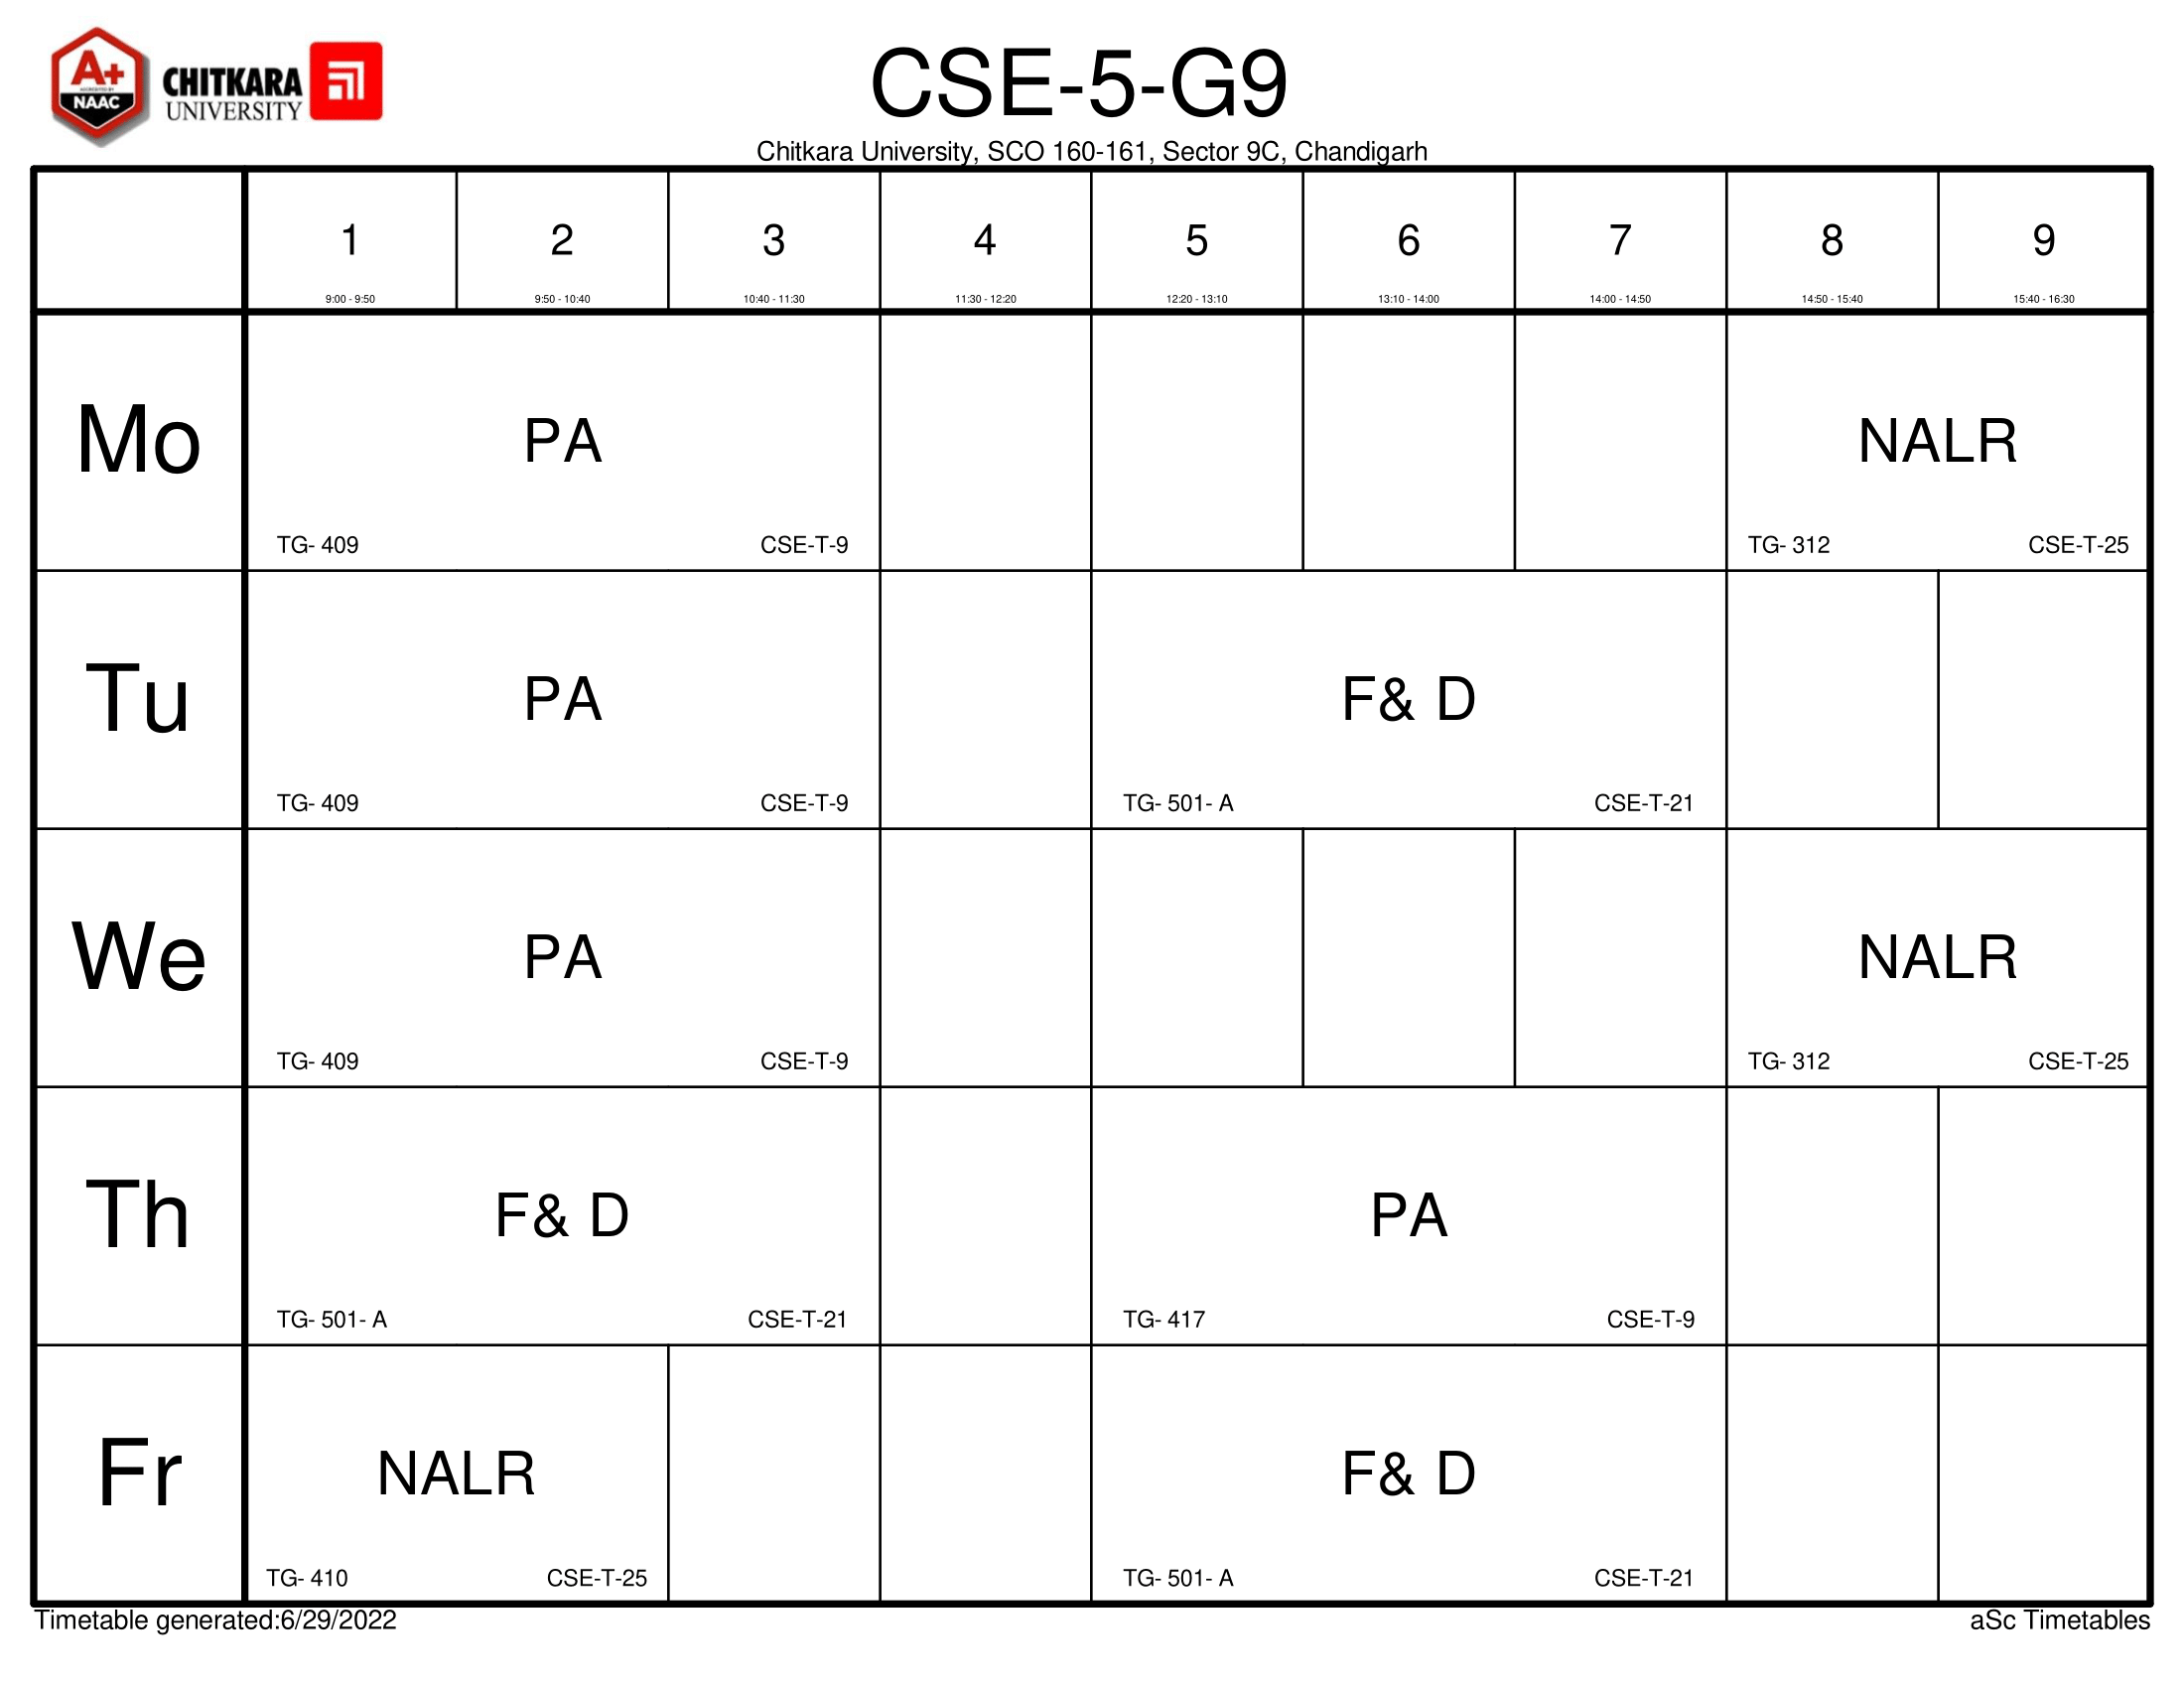 A+
ACCREDITED BY
NAAC
CHITKARA
UNIVERSITY
CSE-5-G9
Chitkara University, SCO 160-161, Sector 9C, Chandigarh
1 2 3 4 5 6 7 8 9
9:00 - 9:50 9:50 - 10:40 10:40 - 11:30 11:30 - 12:20 12:20 - 13:10 13:10 - 14:00 14:00 - 14:50 14:50 - 15:40 15:40 - 16:30
Mo PA NALR
TG- 409 CSE-T-9 TG- 312 CSE-T-25
Tu PA F& D
TG- 409 CSE-T-9 TG- 501- A CSE-T-21
We PA NALR
TG- 409 CSE-T-9 TG- 312 CSE-T-25
Th F& D PA
TG- 501- A CSE-T-21 TG- 417 CSE-T-9
Fr NALR F& D
TG- 410 CSE-T-25 TG- 501- A CSE-T-21
Timetable generated:6/29/2022 aSc Timetables